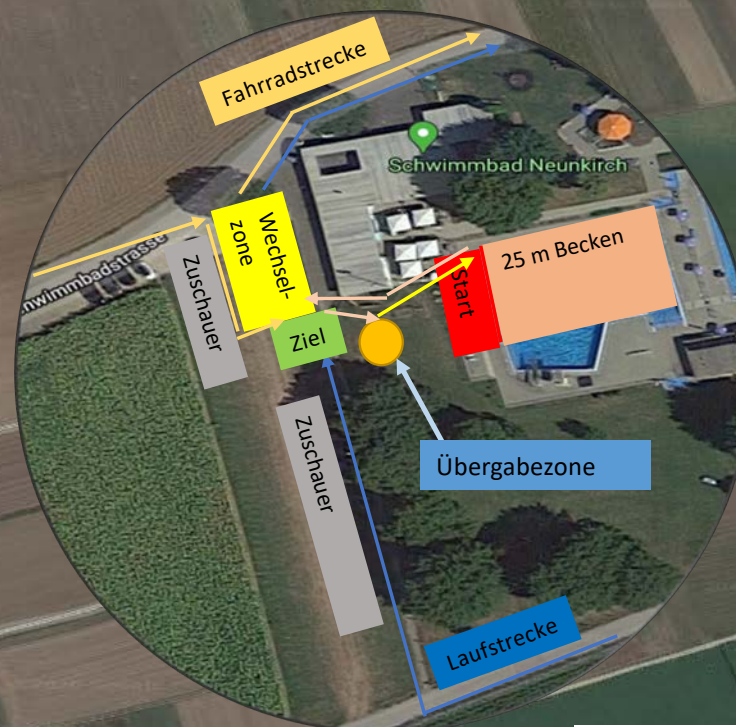 Fahrradstrecke
Schwimmbad Neunkirch
Wechsel-
zone
25 m Becken
nwimmbadstrasse
Zuschauer
Start
Ziel
Zuschauer
Übergabezone
Laufstrecke